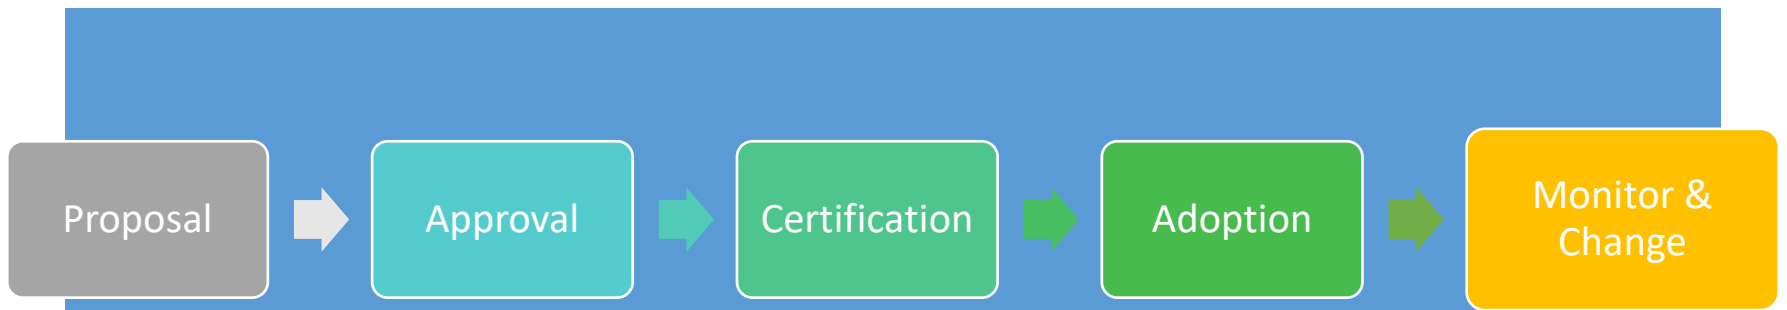 Proposal
Approval
Certification
Adoption
Monitor &
Change